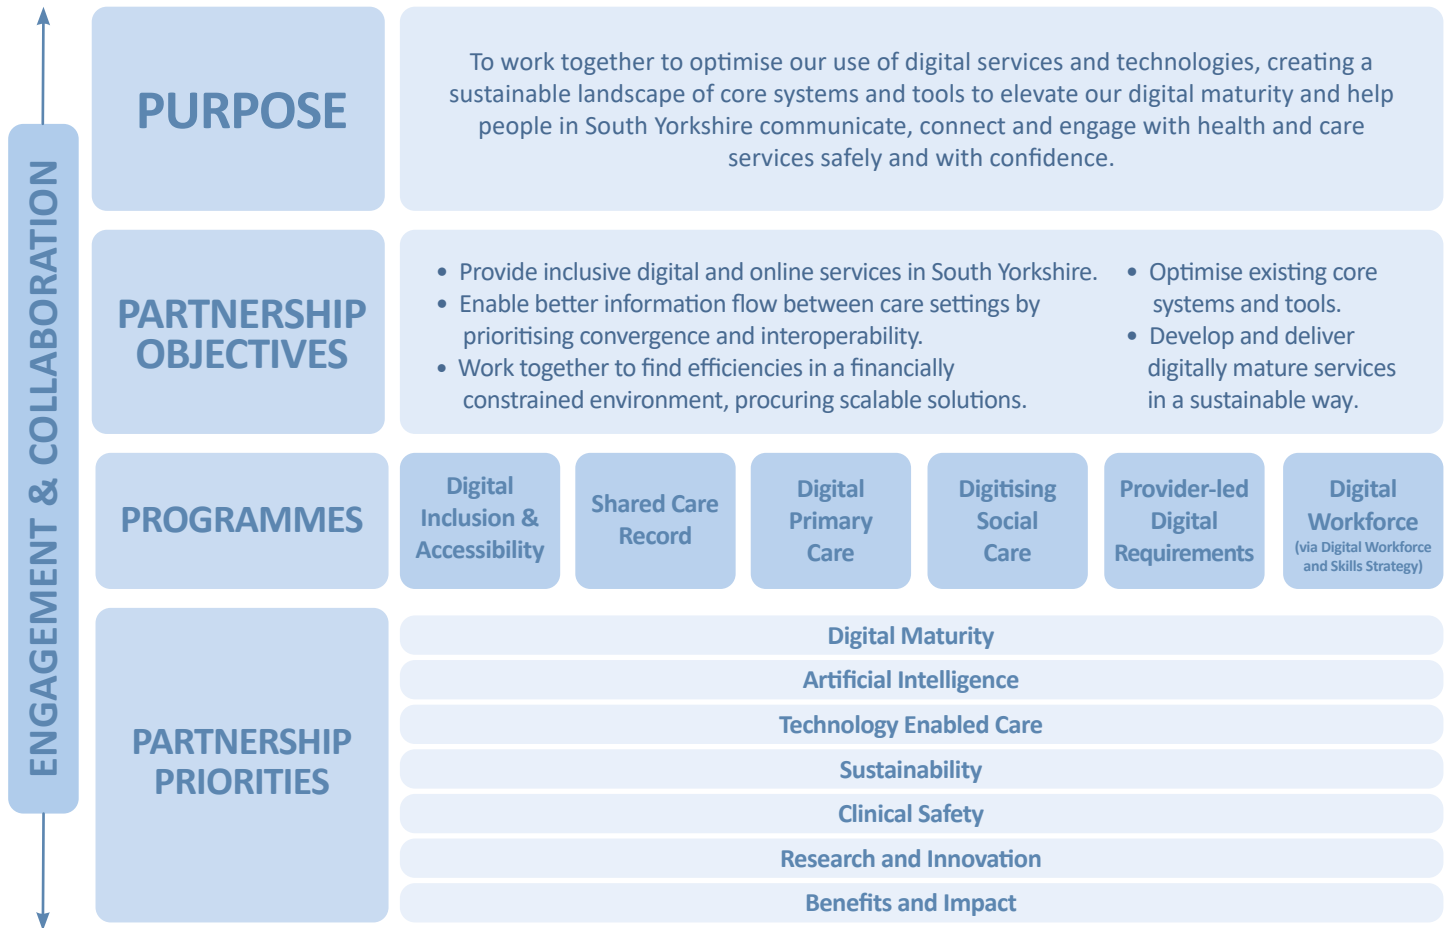 ENGAGEMENT & COLLABORATION
PURPOSE
To work together to optimise our use of digital services and technologies, creating a
sustainable landscape of core systems and tools to elevate our digital maturity and help
people in South Yorkshire communicate, connect and engage with health and care
services safely and with confidence.
PARTNERSHIP
OBJECTIVES
• Provide inclusive digital and online services in South Yorkshire.
• Enable better information flow between care settings by
prioritising convergence and interoperability.
• Work together to find efficiencies in a financially
constrained environment, procuring scalable solutions.
• Optimise existing core
systems and tools.
• Develop and deliver
digitally mature services
in a sustainable way.
PROGRAMMES
Digital
Inclusion &
Accessibility
Shared Care
Record
Digital
Primary
Care
Digitising
Social
Care
Provider-led
Digital
Requirements
Digital
Workforce
(via Digital Workforce
and Skills Strategy)
PARTNERSHIP
PRIORITIES
Digital Maturity
Artificial Intelligence
Technology Enabled Care
Sustainability
Clinical Safety
Research and Innovation
Benefits and Impact